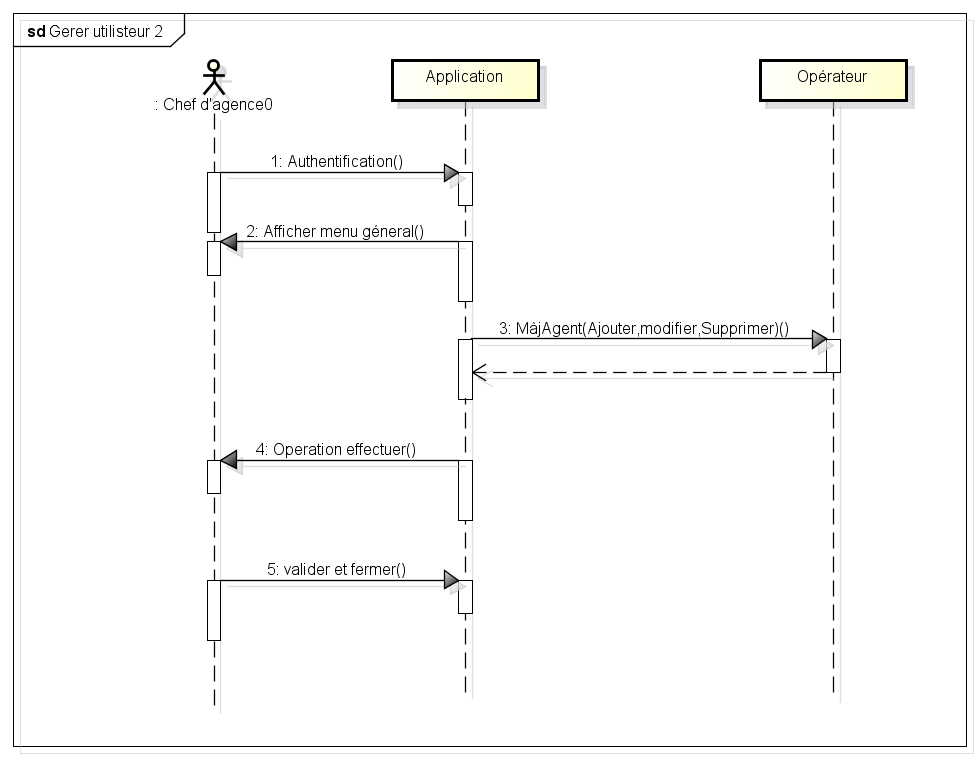 sd Gerer utilisteur 2
: Chef d'agence0
Application
Opérateur
1: Authentification()
2: Afficher menu géneral()
3: MàjAgent(Ajouter,modifier,Supprimer)()
4: Operation effectuer()
5: valider et fermer()